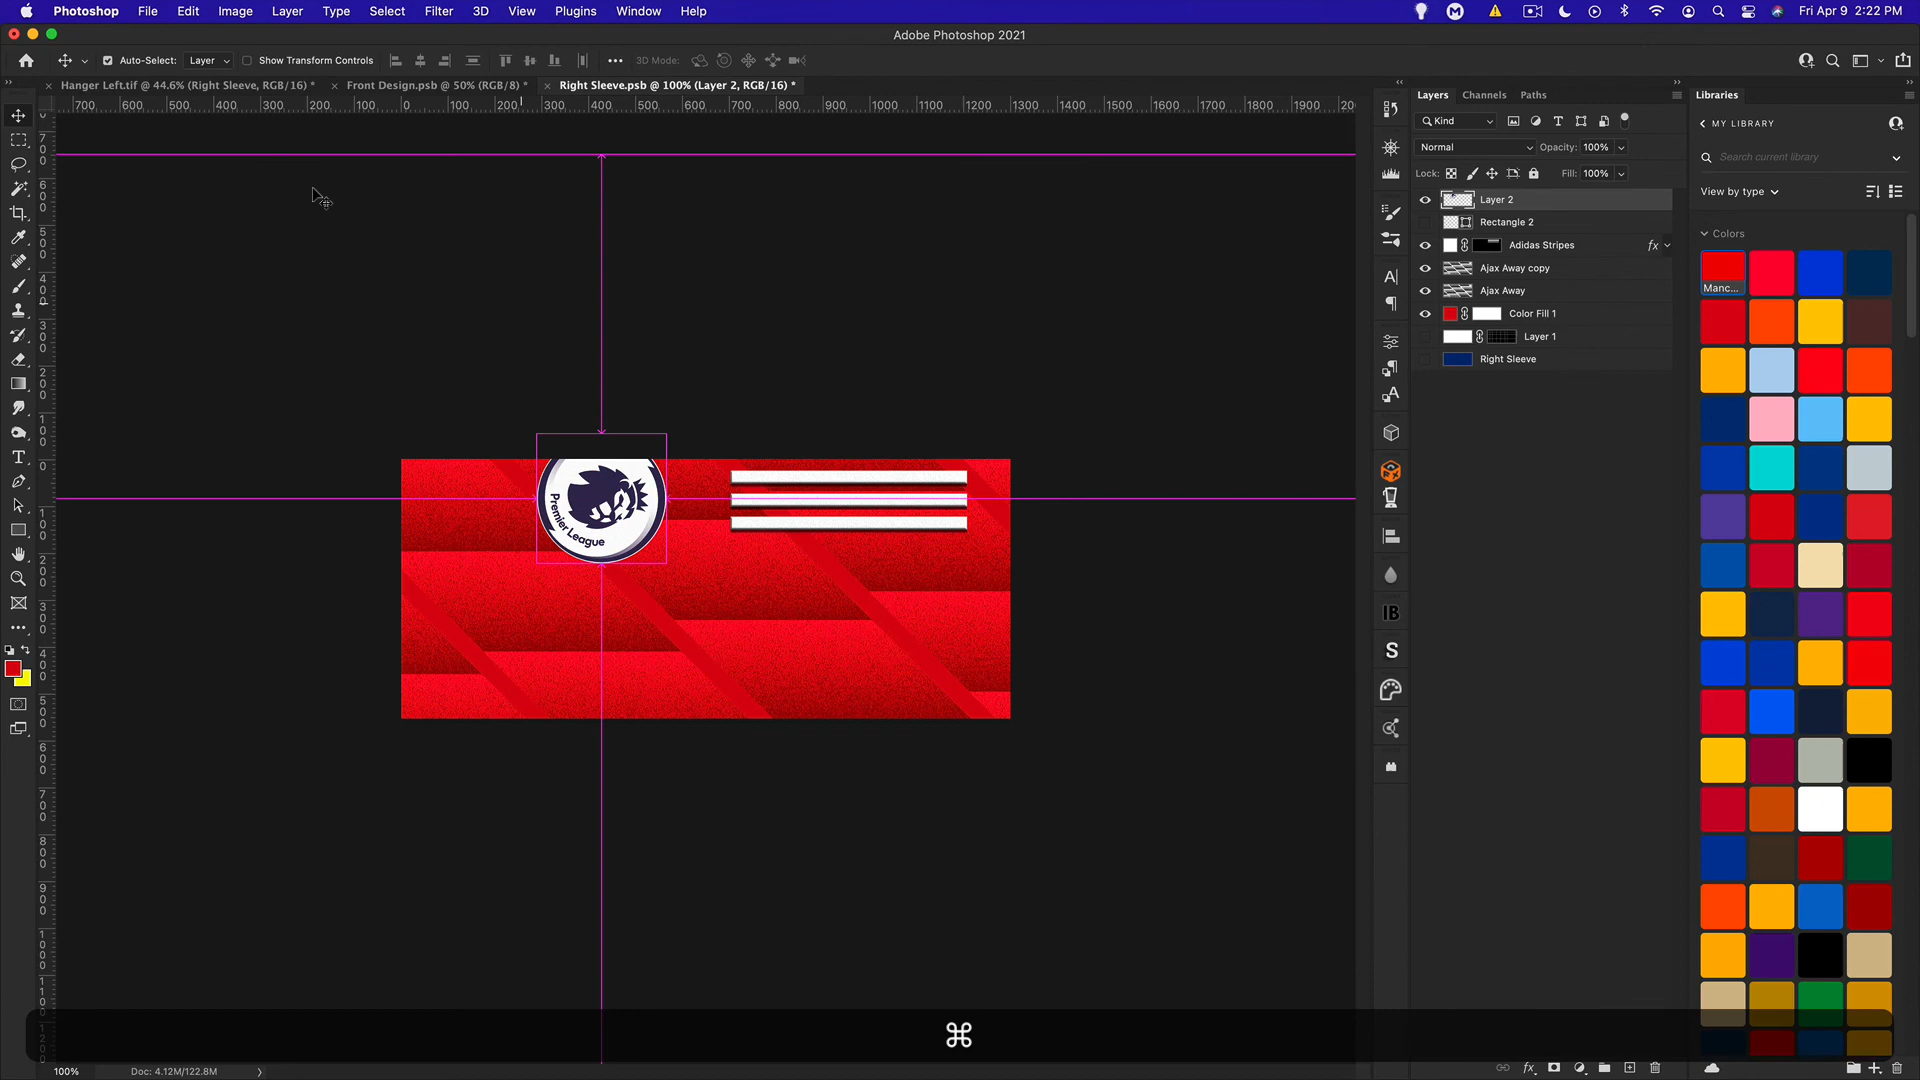 Photoshop File Edit Image Layer Type Select Filter 3D View Plugins Window Help Fri Apr 9 2:22 PM
Adobe Photoshop 2021
Auto-Select: Layer Show Transform Controls 3D Mode:
Hanger Left.tif @ 44.6% (Right Sleeve, RGB/16) * Front Design.psb @ 50% (RGB/8) * Right Sleeve.psb @ 100% (Layer 2, RGB/16) *
700 600 500 400 300 200 100 0 100 200 300 400 500 600 700 800 900 1000 1100 1200 1300 1400 1500 1600 1700 1800 1900
Layers Channels Paths
Kind
Normal Opacity: 100%
Lock: Fill: 100%
Layer 2
Rectangle 2
Adidas Stripes fx
Ajax Away copy
Ajax Away
Color Fill 1
Layer 1
Right Sleeve
Libraries
MY LIBRARY
Search current library
View by type
Colors
Manc...
Premier League
IB
S
⌘
100% Doc: 4.12M/122.8M